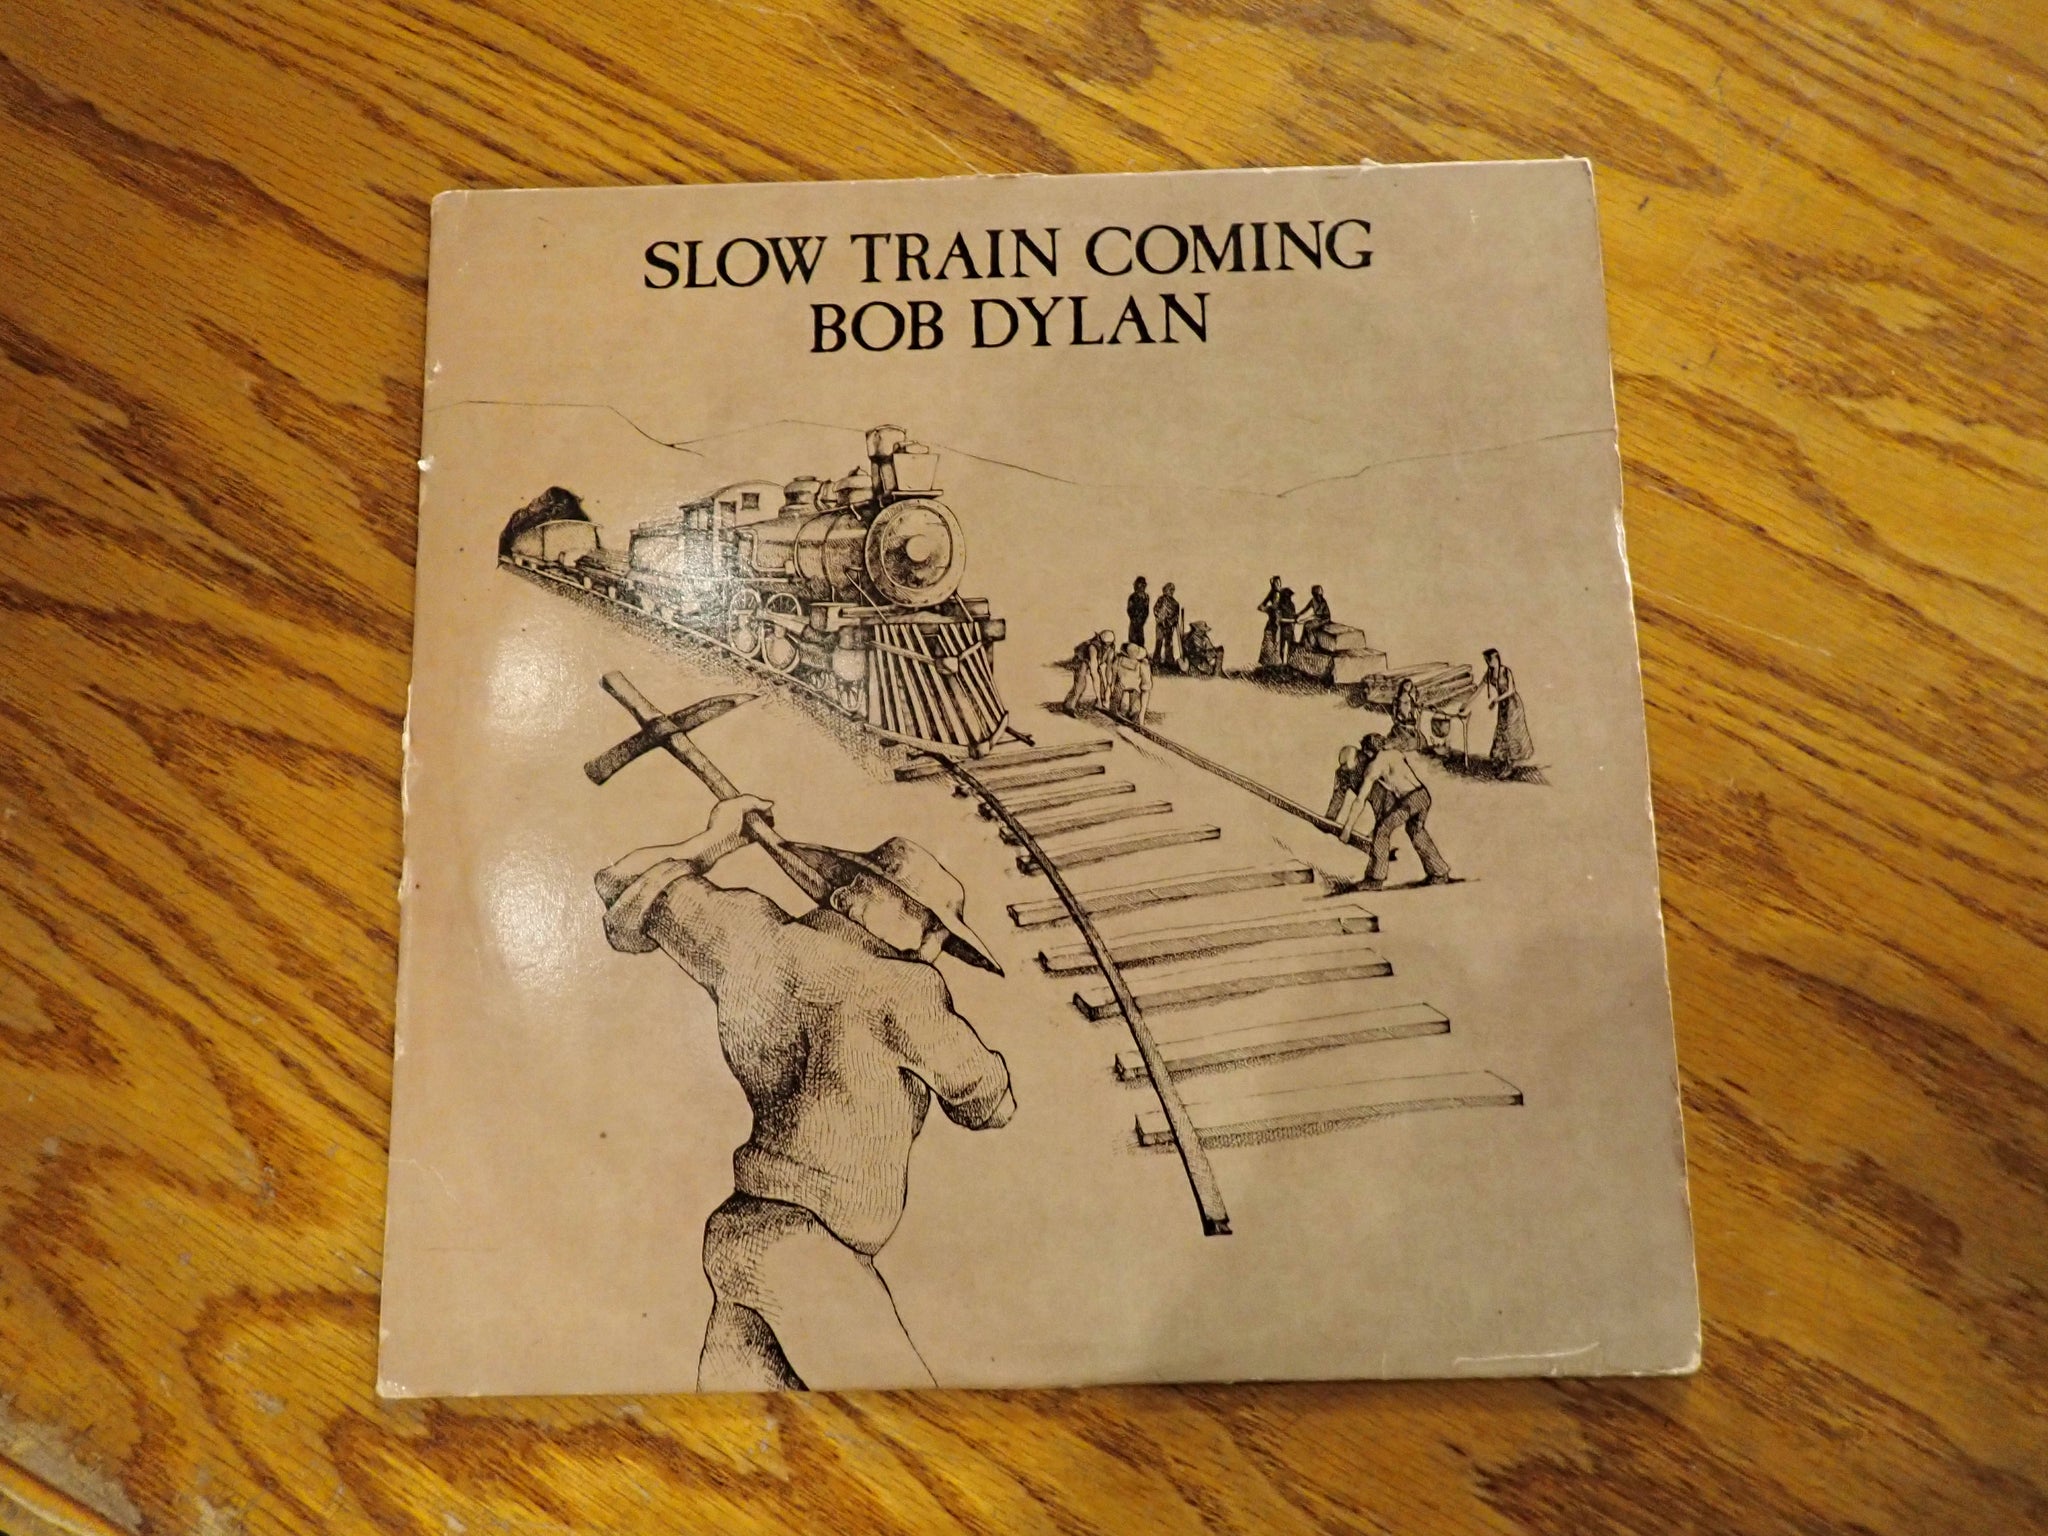 SLOW TRAIN COMING
BOB DYLAN